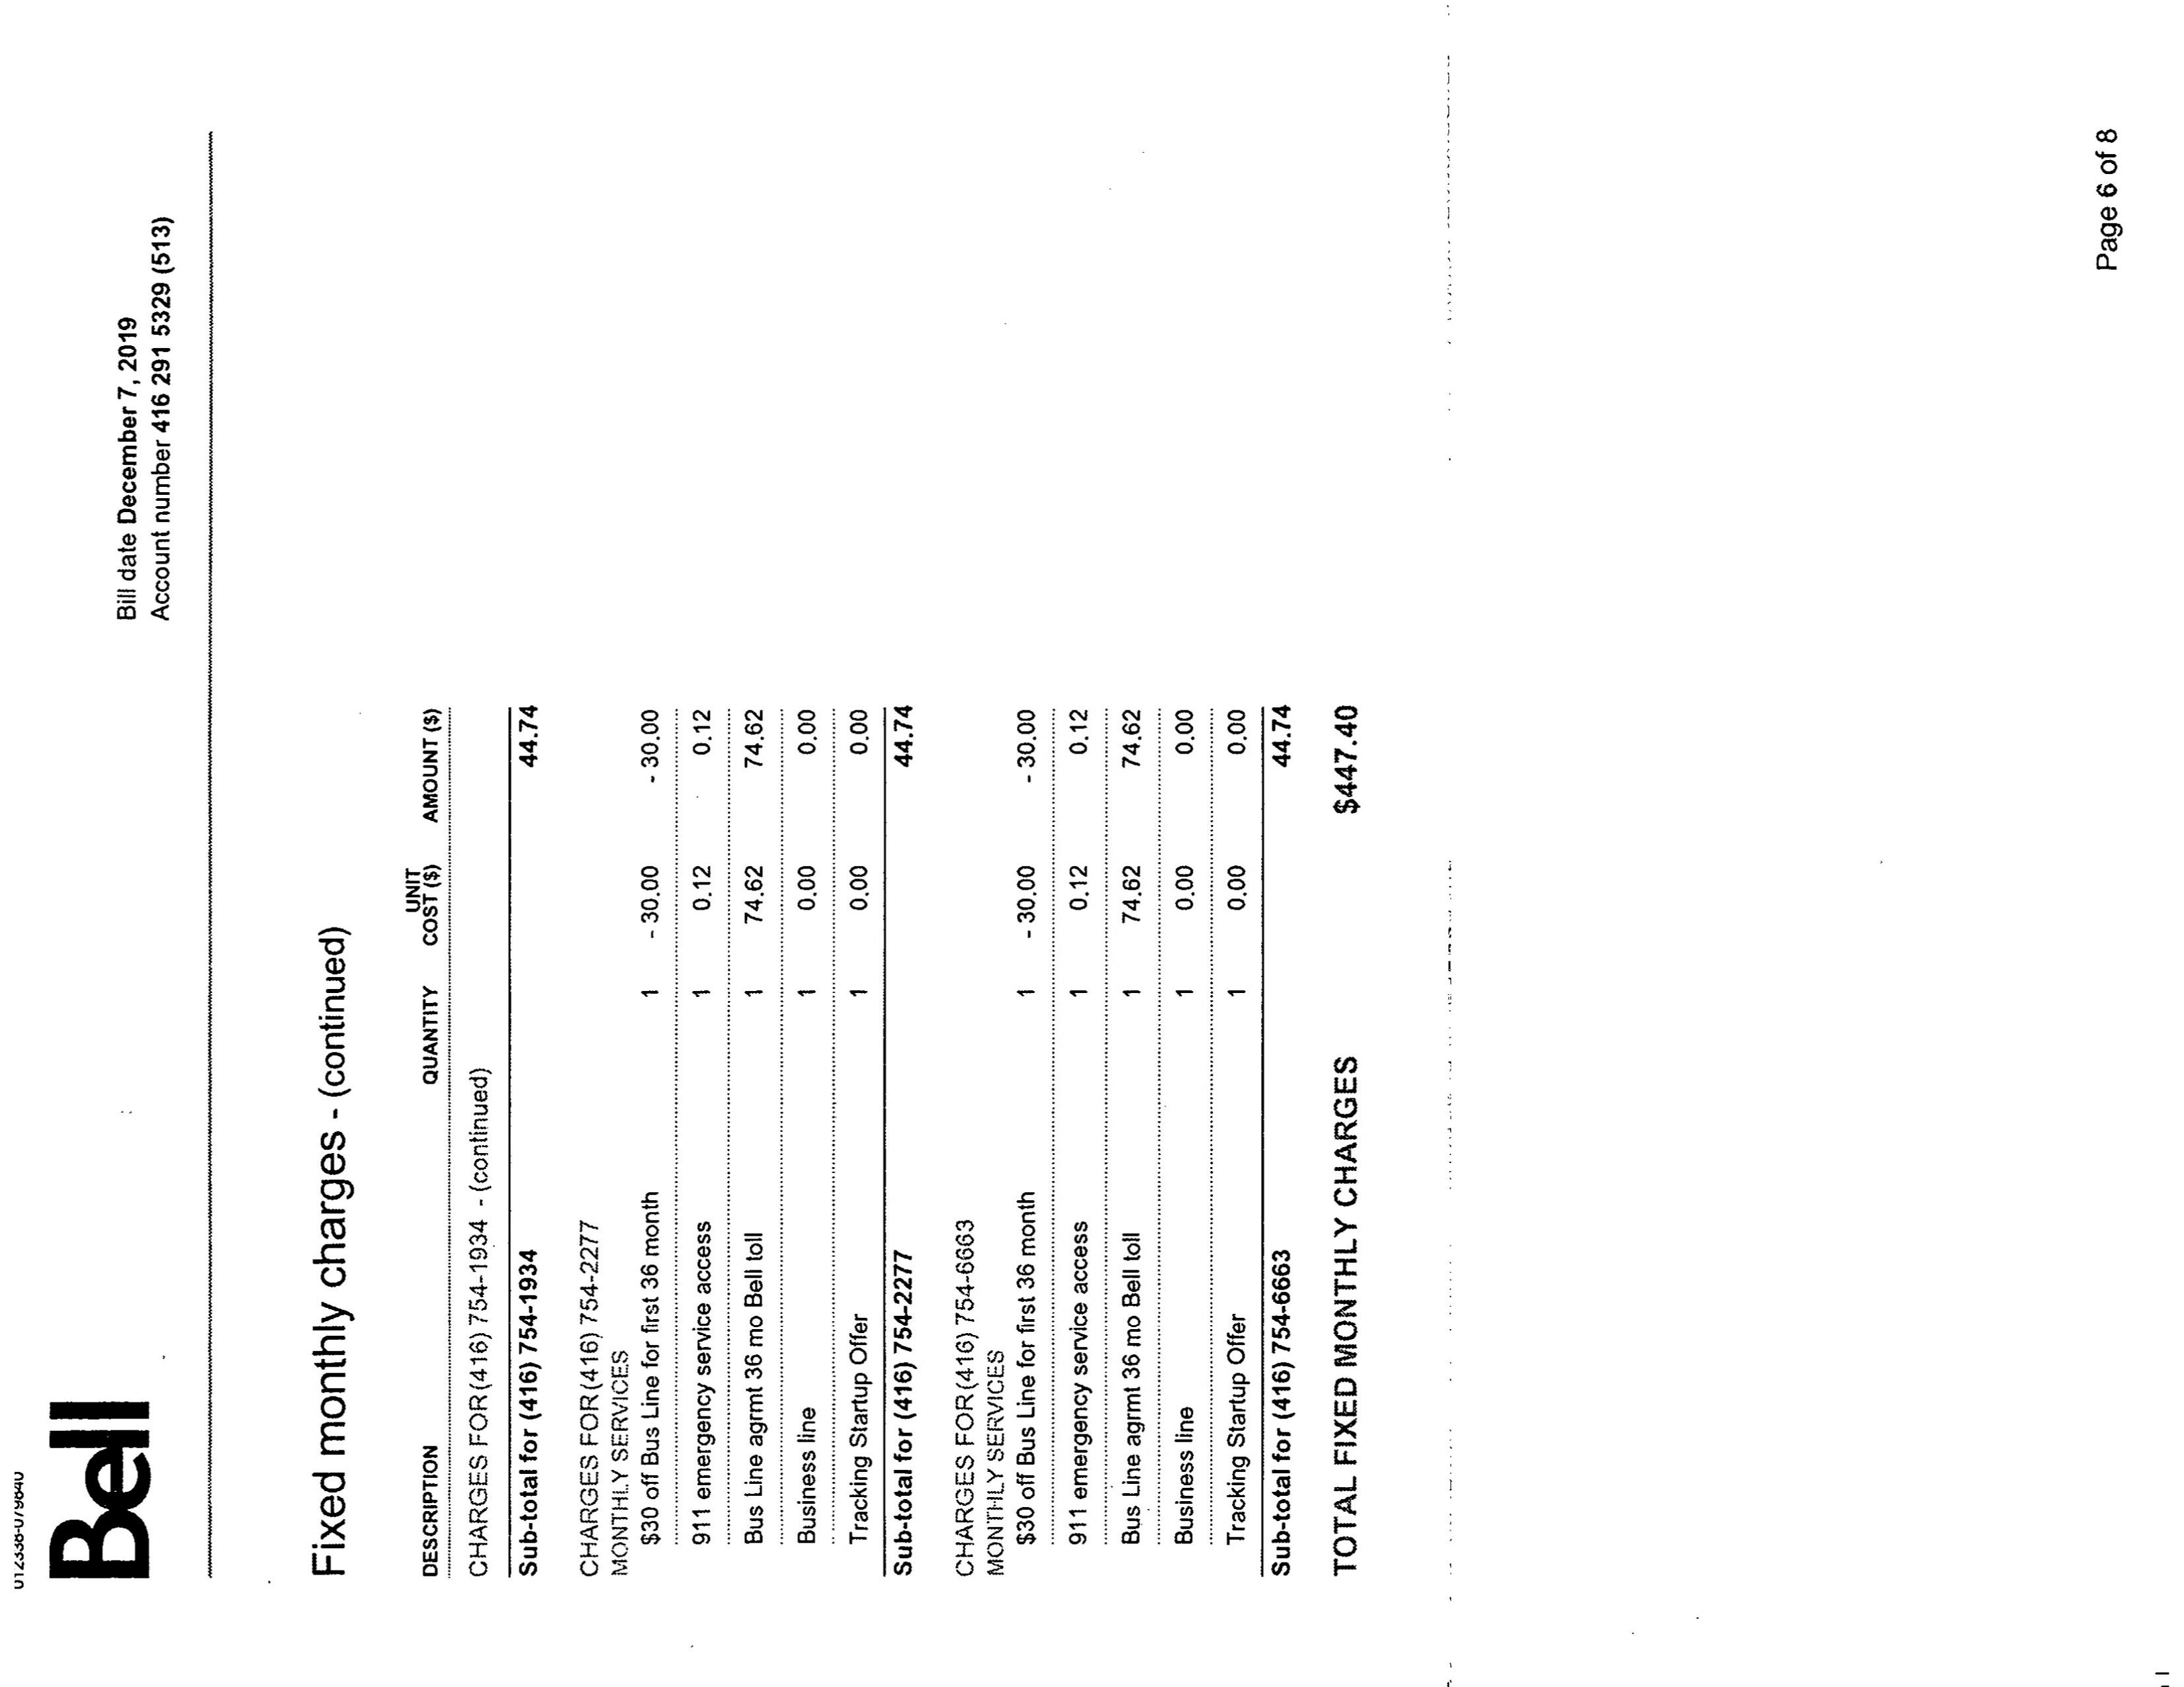 Bell
Bill date December 7, 2019
Account number 416 291 5329 (513)
Fixed monthly charges - (continued)
DESCRIPTION QUANTITY UNIT COST ($) AMOUNT ($)
CHARGES FOR (416) 754-1934 - (continued)
Sub-total for (416) 754-1934 44.74
CHARGES FOR (416) 754-2277
MONTHLY SERVICES
$30 off Bus Line for first 36 month 1 - 30.00 - 30.00
911 emergency service access 1 0.12 0.12
Bus Line agrmt 36 mo Bell toll 1 74.62 74.62
Business line 1 0.00 0.00
Tracking Startup Offer 1 0.00 0.00
Sub-total for (416) 754-2277 44.74
CHARGES FOR (416) 754-6663
MONTHLY SERVICES
$30 off Bus Line for first 36 month 1 - 30.00 - 30.00
911 emergency service access 1 0.12 0.12
Bus Line agrmt 36 mo Bell toll 1 74.62 74.62
Business line 1 0.00 0.00
Tracking Startup Offer 1 0.00 0.00
Sub-total for (416) 754-6663 44.74
TOTAL FIXED MONTHLY CHARGES $447.40
Page 6 of 8